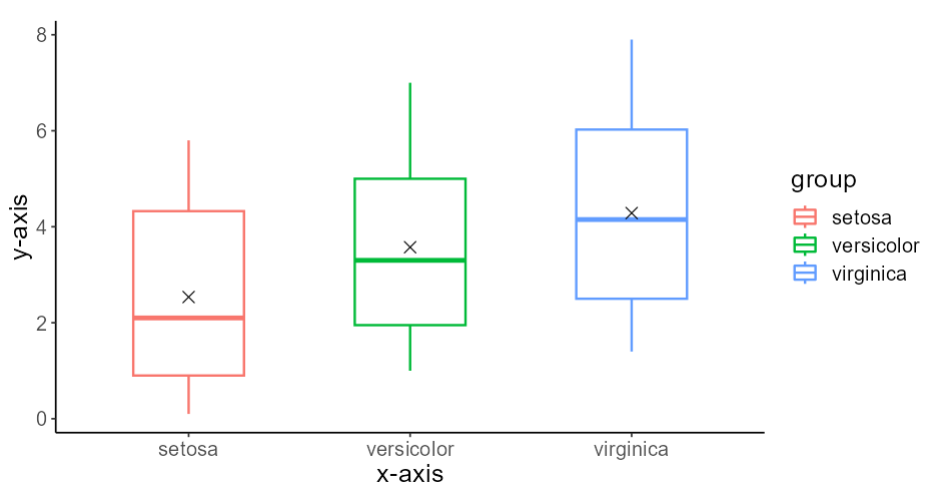 8
6
4
2
0
y-axis
setosa versicolor virginica
x-axis
group
setosa
versicolor
virginica